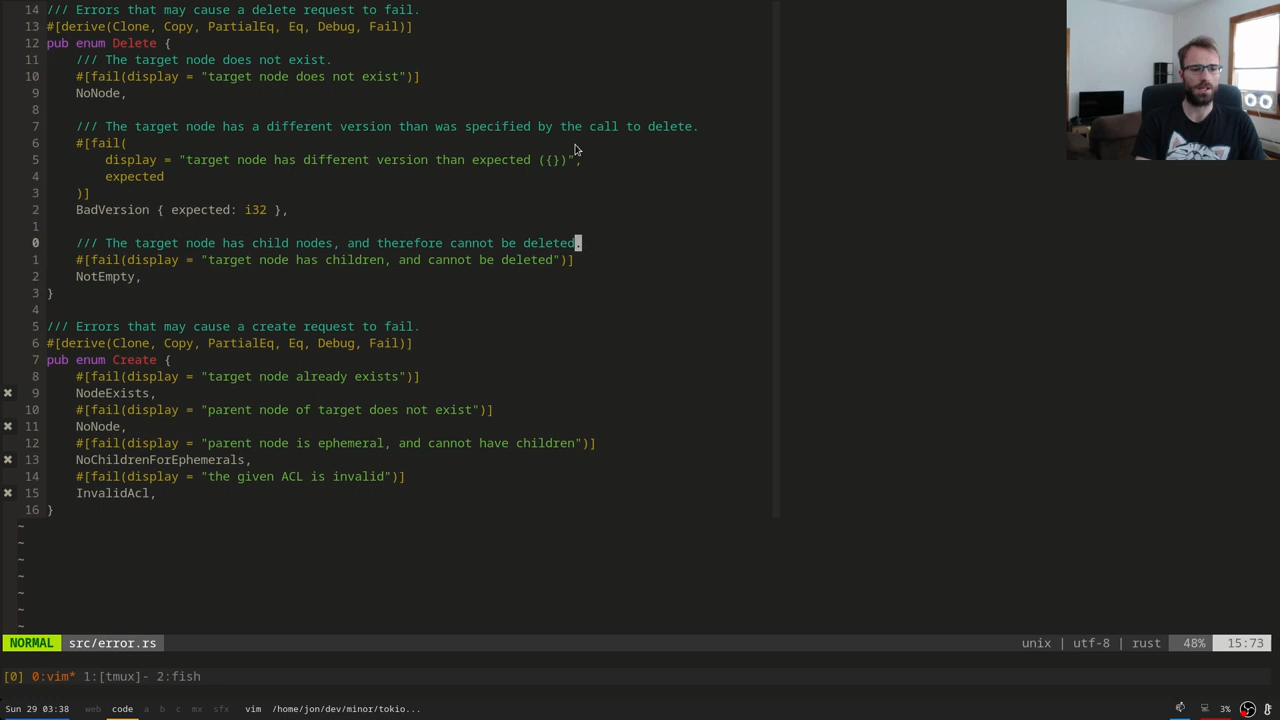 14 /// Errors that may cause a delete request to fail.
13 #[derive(Clone, Copy, PartialEq, Eq, Debug, Fail)]
12 pub enum Delete {
11     /// The target node does not exist.
10     #[fail(display = "target node does not exist")]
9     NoNode,
8
7     /// The target node has a different version than was specified by the call to delete.
6     #[fail(
5         display = "target node has different version than expected ({})",
4         expected
3     )]
2     BadVersion { expected: i32 },
1
0     /// The target node has child nodes, and therefore cannot be deleted.
1     #[fail(display = "target node has children, and cannot be deleted")]
2     NotEmpty,
3 }
4
5 /// Errors that may cause a create request to fail.
6 #[derive(Clone, Copy, PartialEq, Eq, Debug, Fail)]
7 pub enum Create {
8     #[fail(display = "target node already exists")]
✖ 9     NodeExists,
10     #[fail(display = "parent node of target does not exist")]
✖ 11     NoNode,
12     #[fail(display = "parent node is ephemeral, and cannot have children")]
✖ 13     NoChildrenForEphemerals,
14     #[fail(display = "the given ACL is invalid")]
✖ 15     InvalidAcl,
16 }
~
~
~
~
~
~
~
NORMAL src/error.rs unix | utf-8 | rust 48% 15:73
[0] 0:vim* 1:[tmux]- 2:fish
Sun 29 03:38 web code a b c mx sfx vim /home/jon/dev/minor/tokio... 3%